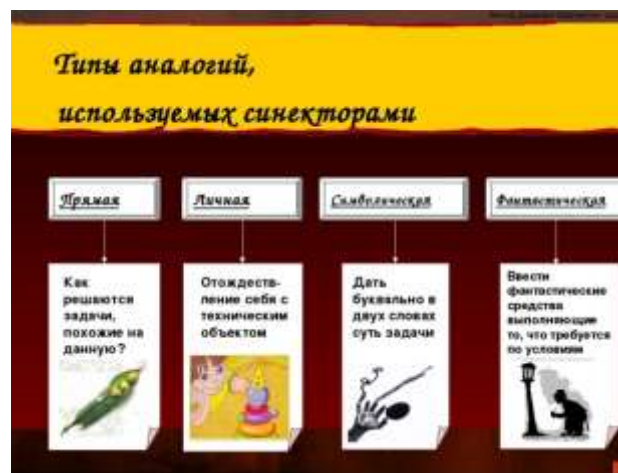 Типы аналогий,
используемых синекторами
Прямая
Личная
Символическая
Фантастическая
Как
решаются
задачи,
похожие на
данную?
Отождеств-
ление себя с
техническим
объектом
Дать
буквально в
двух словах
суть задачи
Ввести
фантастические
средства
выполняющие
то, что требуется
по условиям